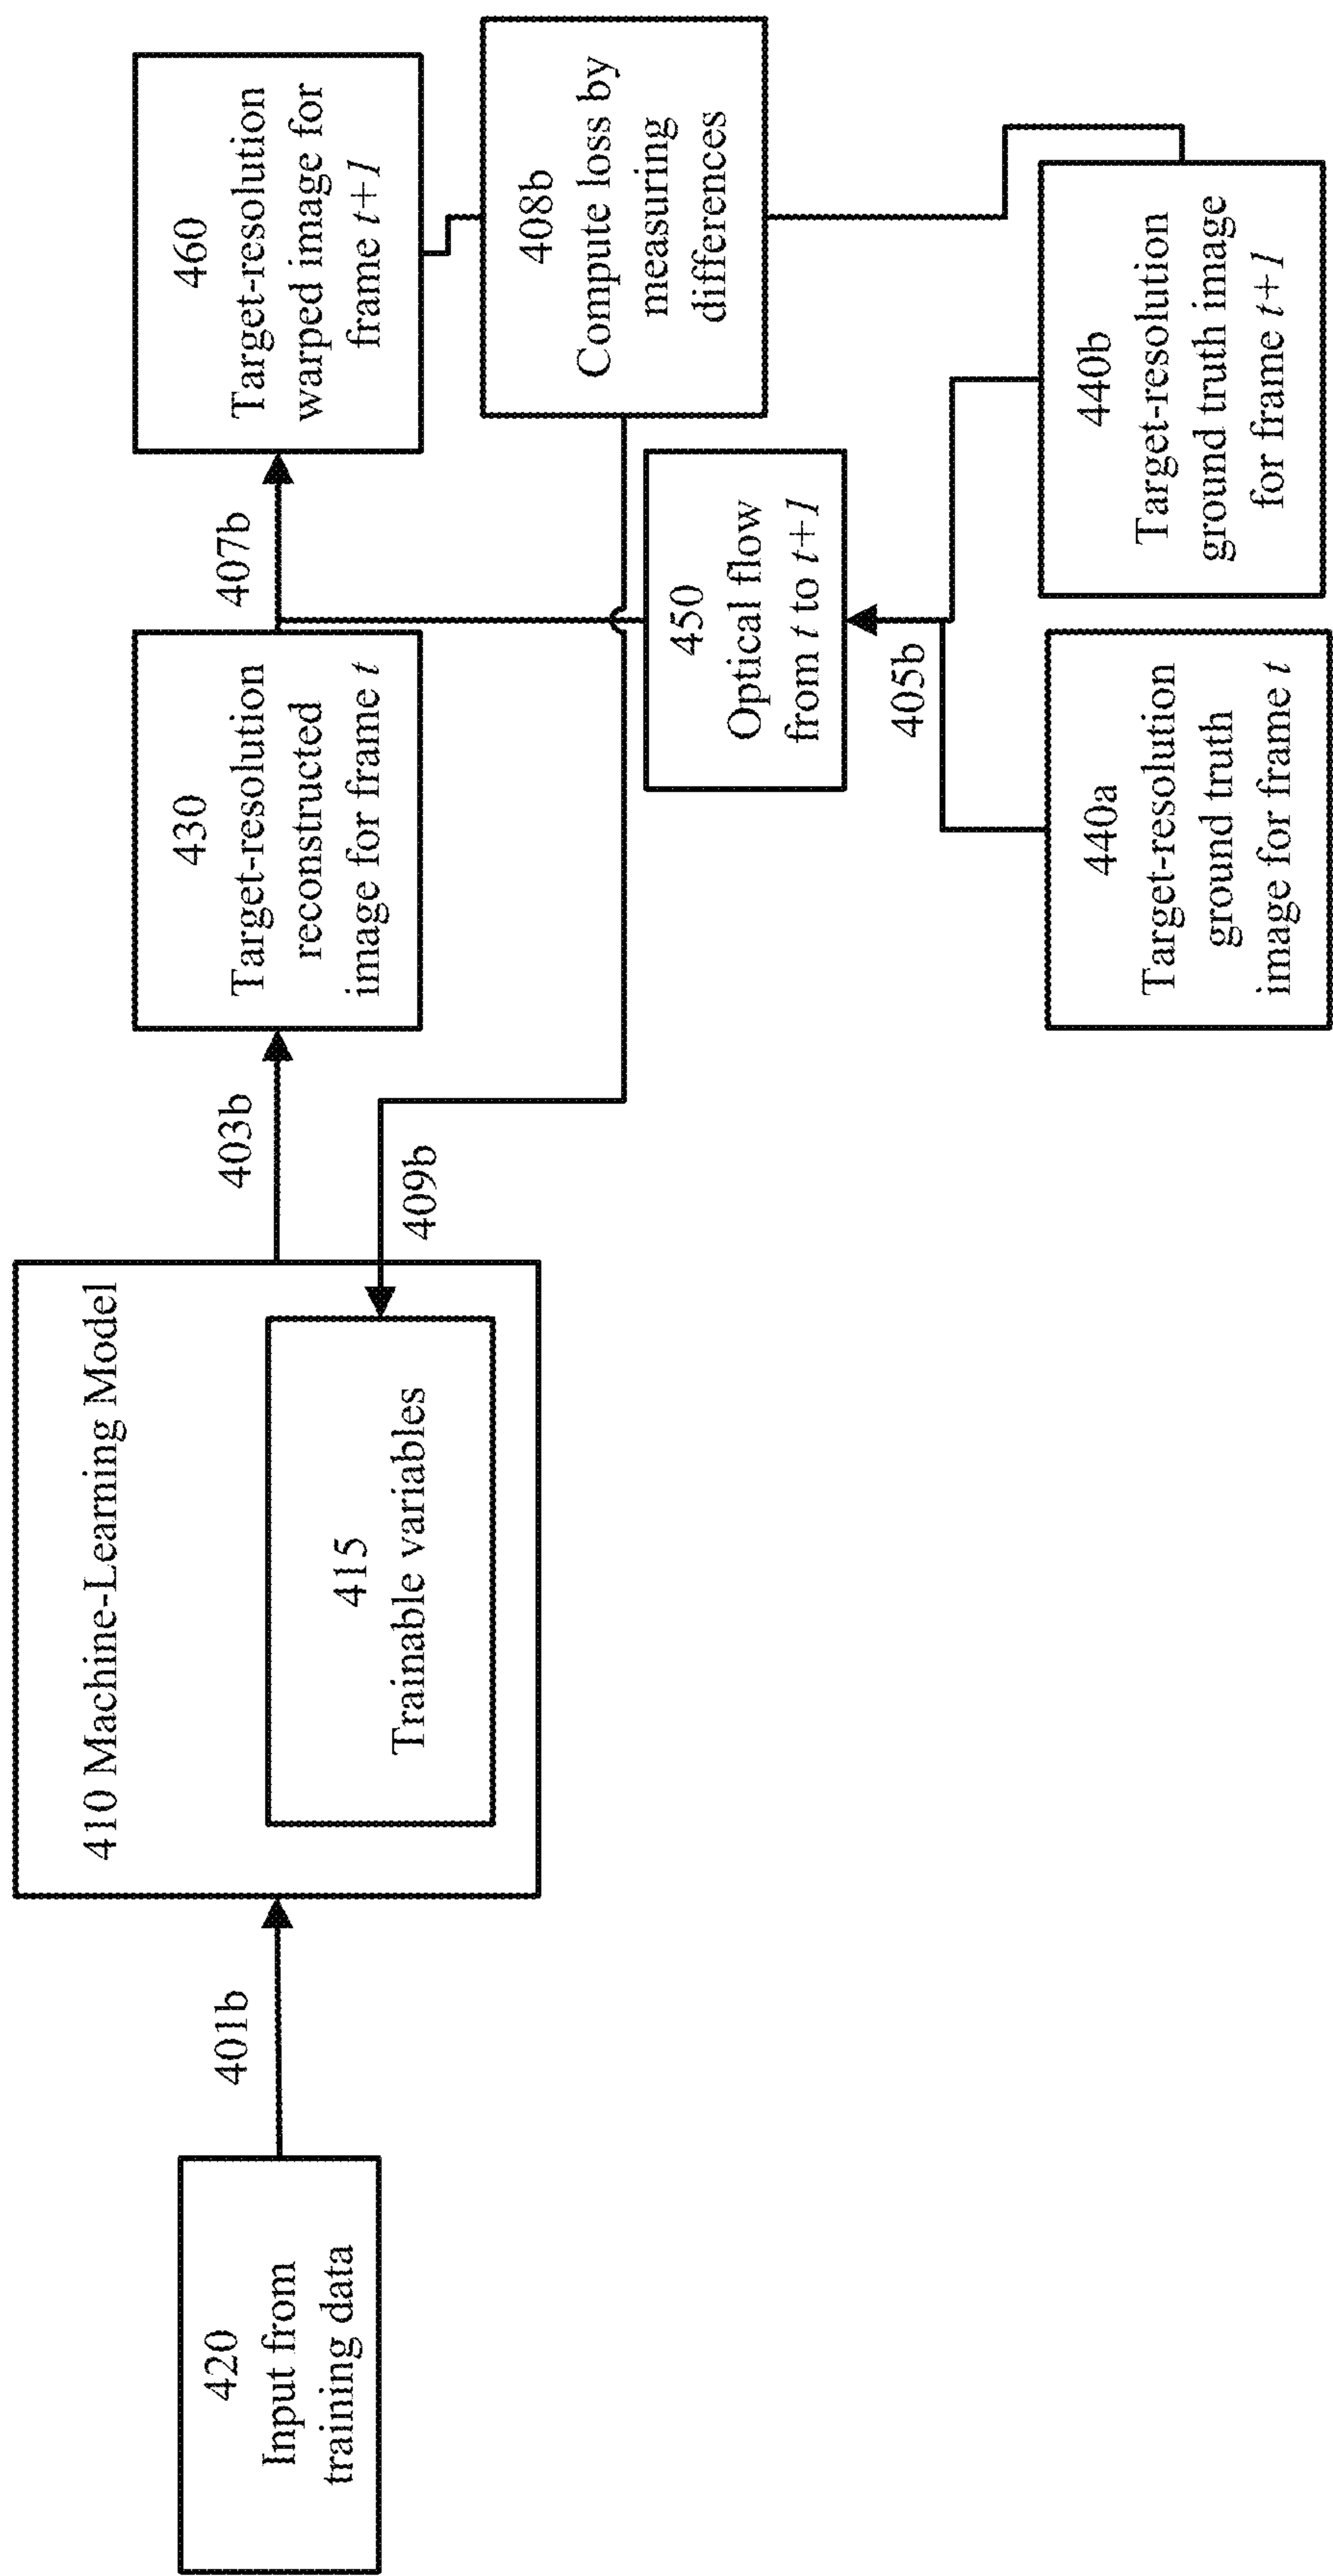 420
Input from
training data
401b
410 Machine-Learning Model
415
Trainable variables
403b
409b
430
Target-resolution
reconstructed
image for frame t
407b
460
Target-resolution
warped image for
frame t+1
408b
Compute loss by
measuring
differences
450
Optical flow
from t to t+1
405b
440a
Target-resolution
ground truth
image for frame t
440b
Target-resolution
ground truth image
for frame t+1